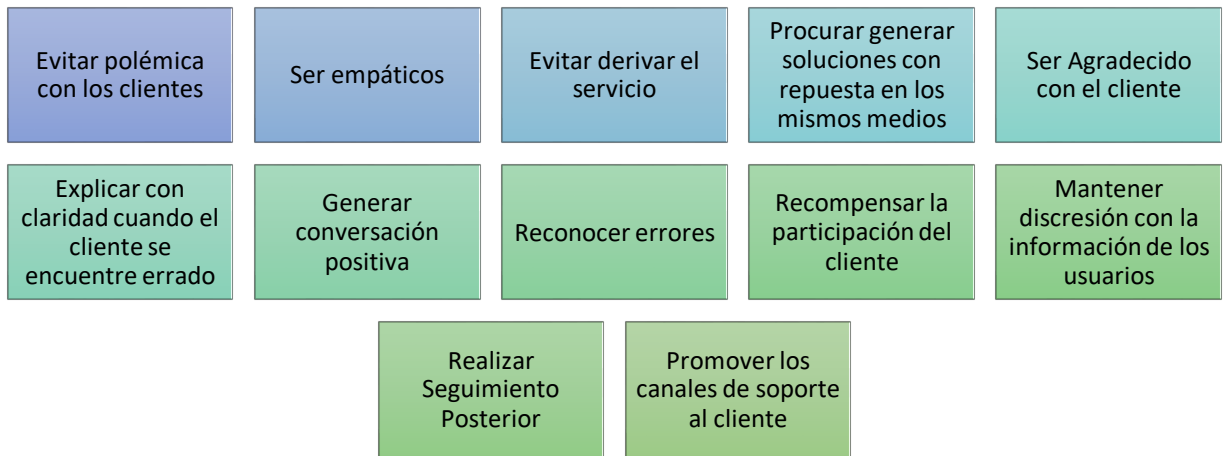 Evitar polémica
con los clientes
Ser empáticos
Evitar derivar el
servicio
Procurar generar
soluciones con
repuesta en los
mismos medios
Ser Agradecido
con el cliente
Explicar con
claridad cuando el
cliente se
encuentre errado
Generar
conversación
positiva
Reconocer errores
Recompensar la
participación del
cliente
Mantener
discresión con la
información de los
usuarios
Realizar
Seguimiento
Posterior
Promover los
canales de soporte
al cliente